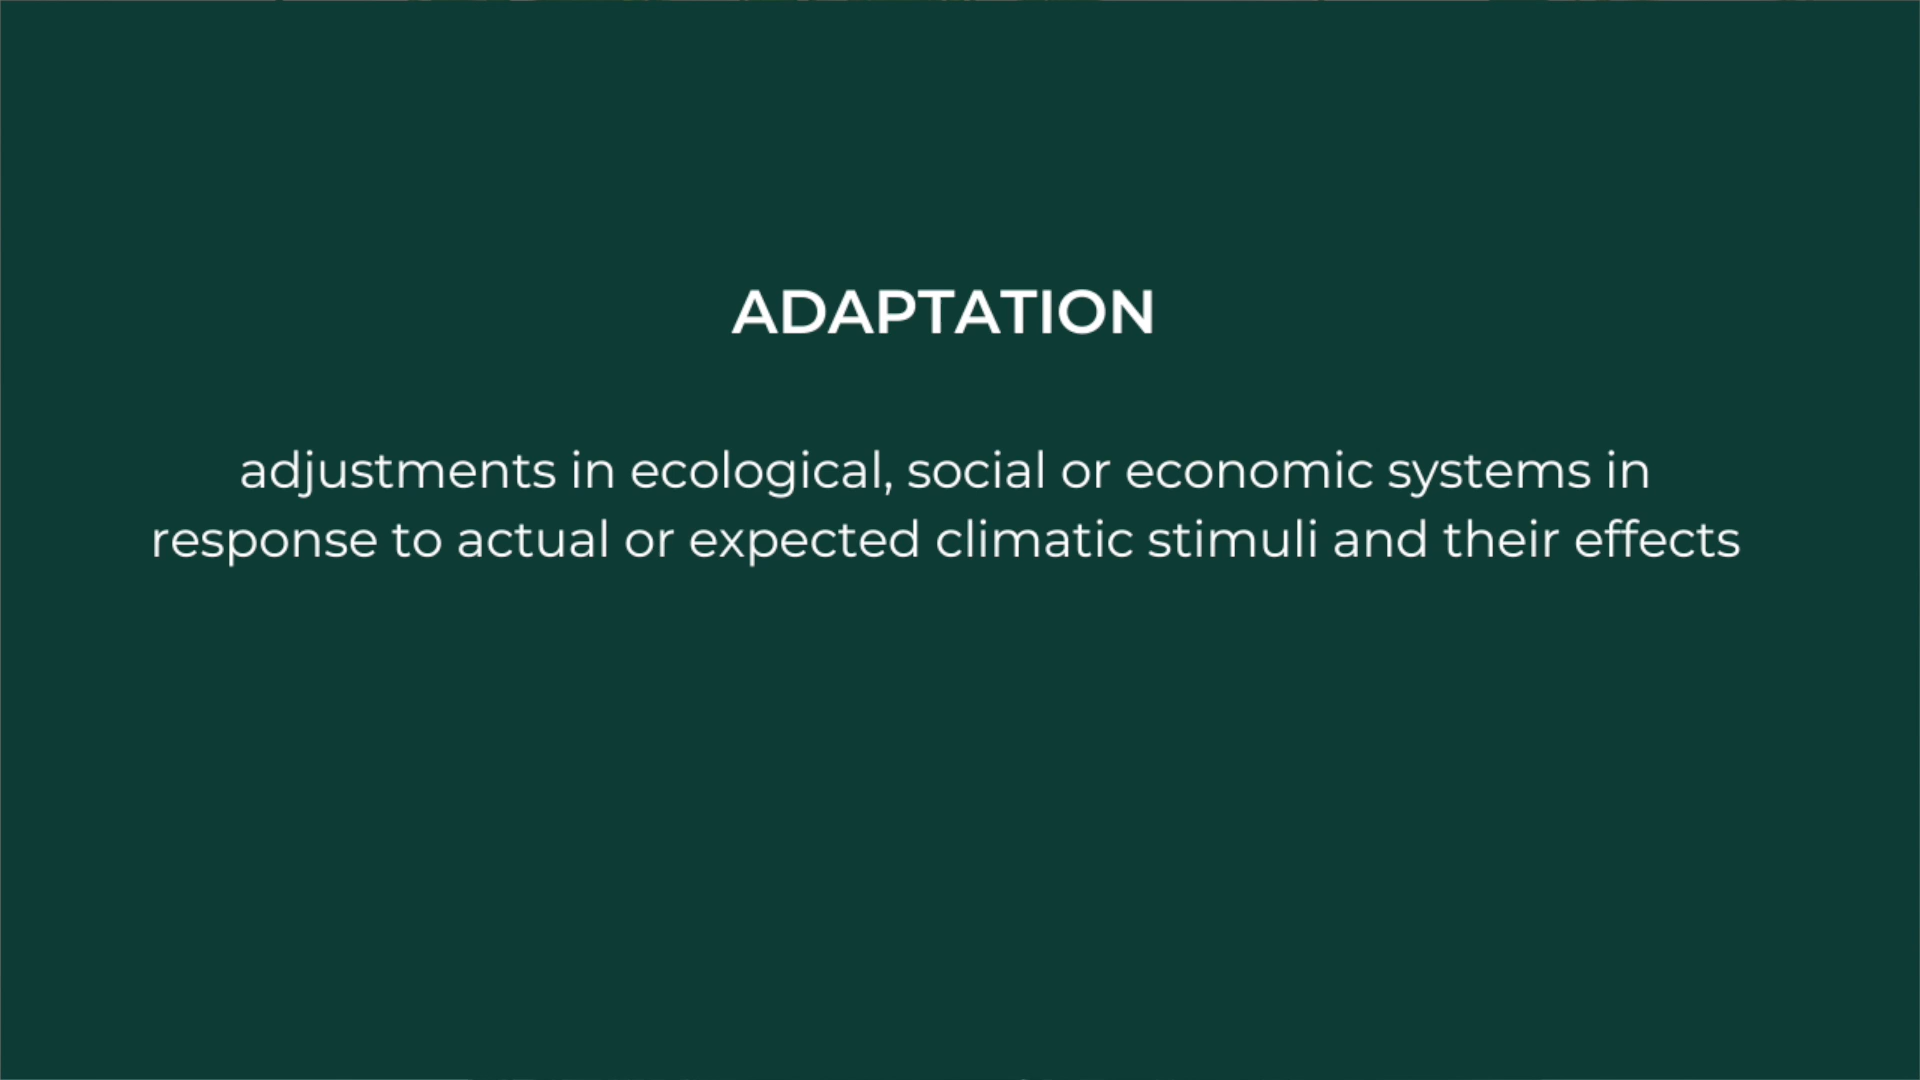 ADAPTATION
adjustments in ecological, social or economic systems in
response to actual or expected climatic stimuli and their effects